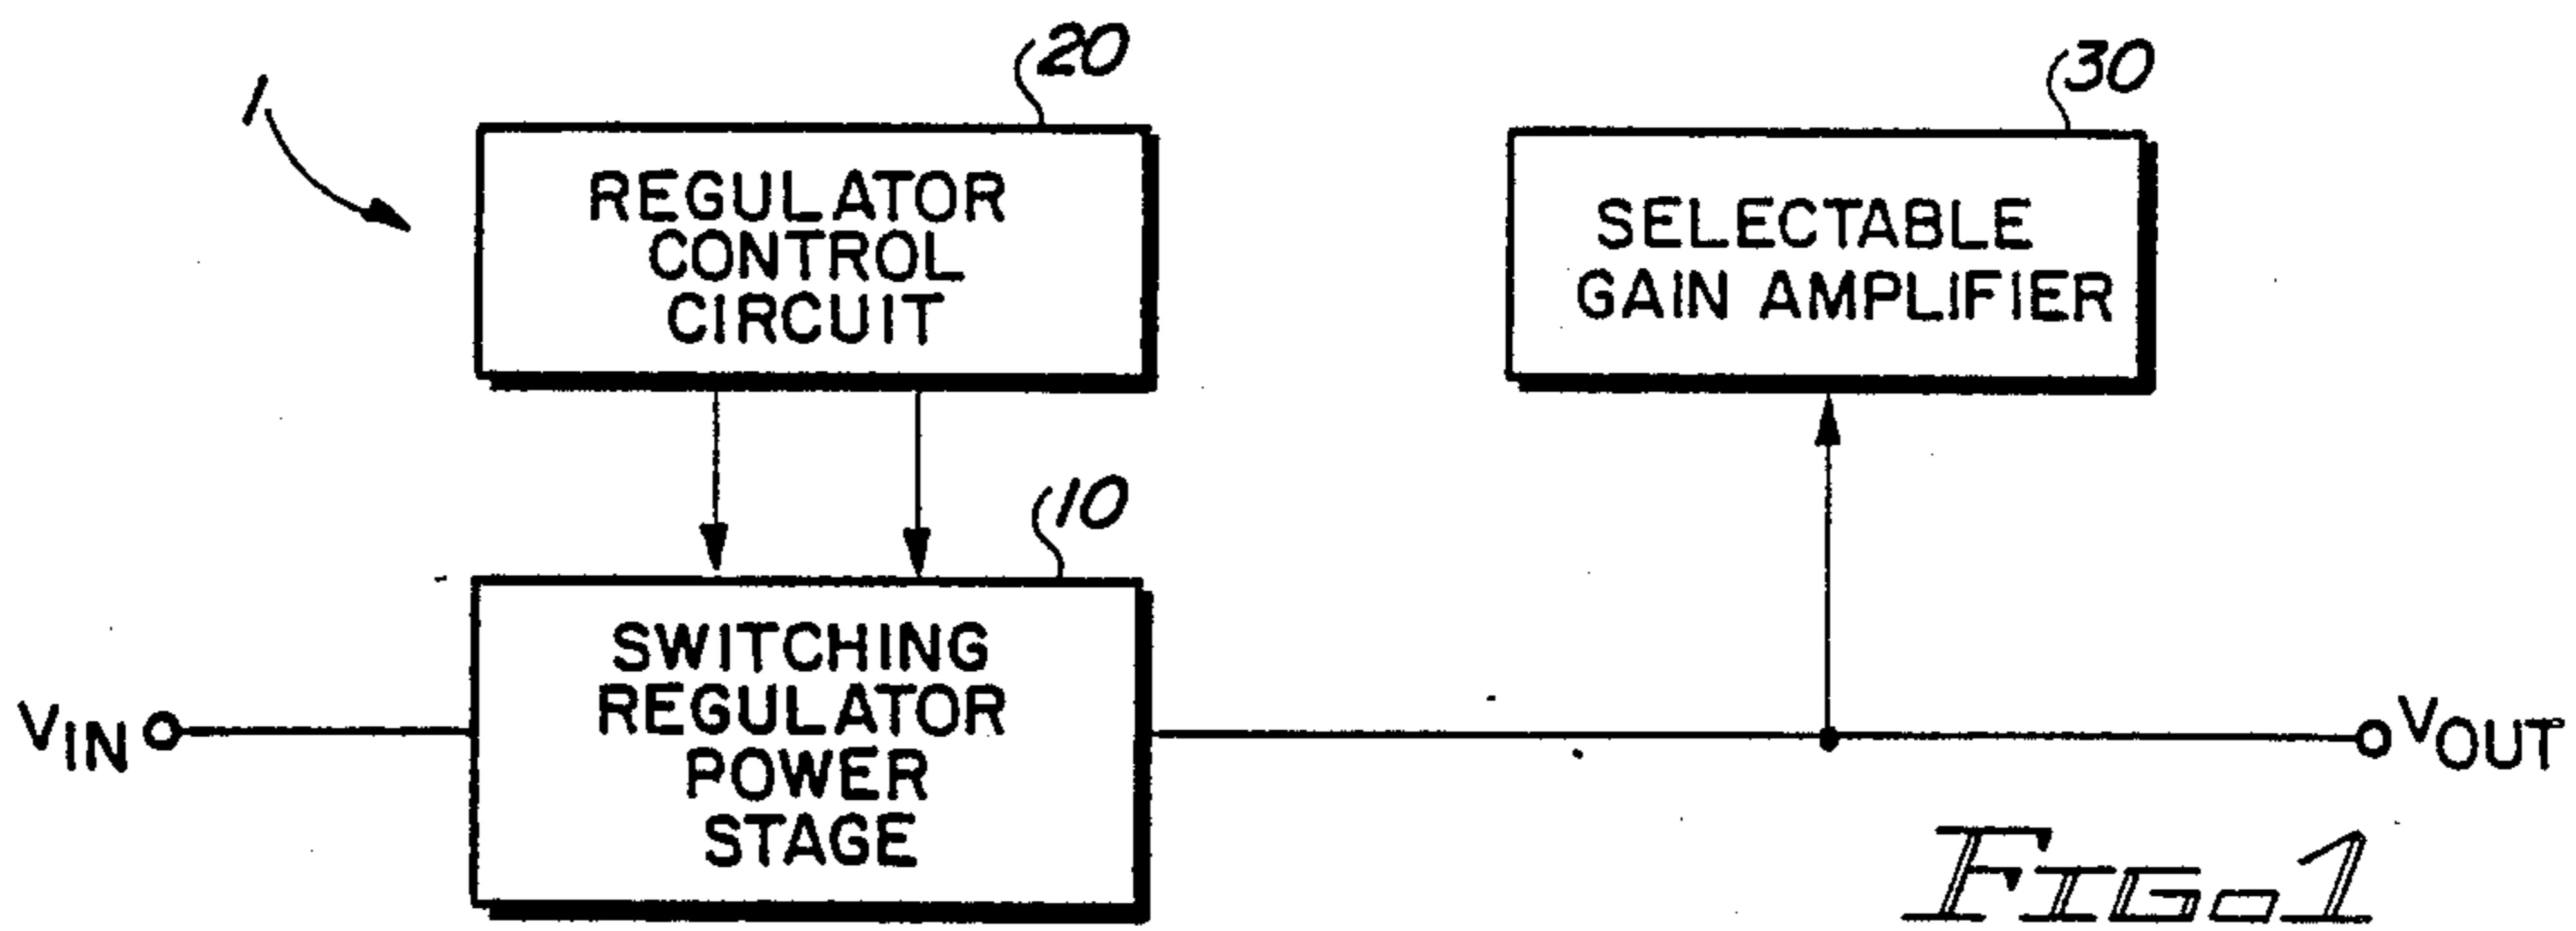 1
20
REGULATOR
CONTROL
CIRCUIT
30
SELECTABLE
GAIN AMPLIFIER
10
SWITCHING
REGULATOR
POWER
STAGE
VIN
VOUT
FIG. 1